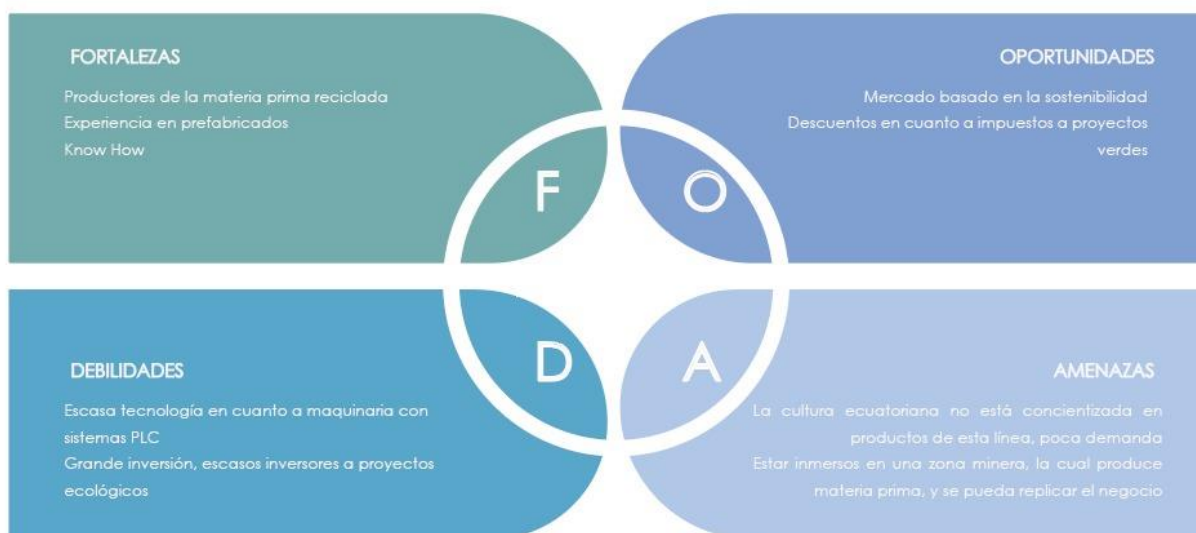 FORTALEZAS
Productores de la materia prima reciclada
Experiencia en prefabricados
Know How
F
OPORTUNIDADES
Mercado basado en la sostenibilidad
Descuentos en cuanto a impuestos a proyectos
verdes
O
DEBILIDADES
Escasa tecnología en cuanto a maquinaria con
sistemas PLC
Grande inversión, escasos inversores a proyectos
ecológicos
D
AMENAZAS
La cultura ecuatoriana no está concientizada en
productos de esta línea, poca demanda
Estar inmersos en una zona minera, la cual produce
materia prima, y se pueda replicar el negocio
A